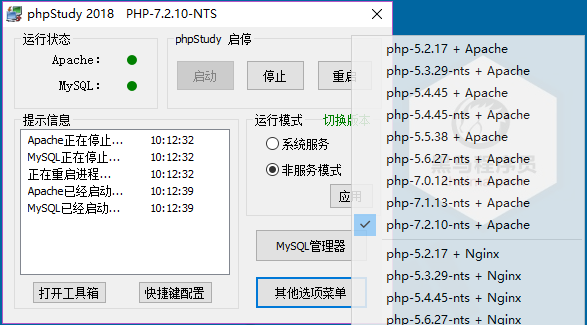 phpStudy 2018 PHP-7.2.10-NTS
运行状态
Apache:
MySQL:
phpStudy 启停
启动
停止
重启
提示信息
Apache正在停止... 10:12:32
MySQL正在停止... 10:12:32
正在重启进程... 10:12:32
Apache已经启动... 10:12:39
MySQL已经启动... 10:12:39
运行模式
切换版本
系统服务
非服务模式
应用
MySQL管理器
打开工具箱
快捷键配置
其他选项菜单
php-5.2.17 + Apache
php-5.3.29-nts + Apache
php-5.4.45 + Apache
php-5.4.45-nts + Apache
php-5.5.38 + Apache
php-5.6.27-nts + Apache
php-7.0.12-nts + Apache
php-7.1.13-nts + Apache
php-7.2.10-nts + Apache
php-5.2.17 + Nginx
php-5.3.29-nts + Nginx
php-5.4.45-nts + Nginx
php-5.6.27-nts + Nginx
黑马程序员